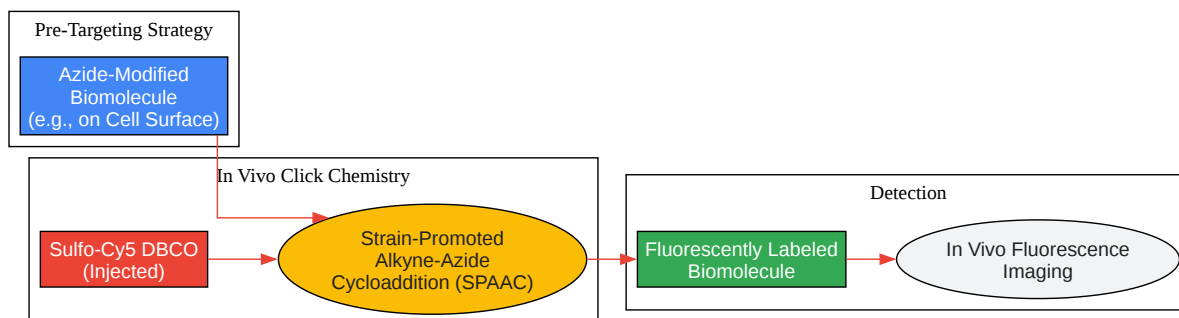 Pre-Targeting Strategy
Azide-Modified
Biomolecule
(e.g., on Cell Surface)
In Vivo Click Chemistry
Sulfo-Cy5 DBCO
(Injected)
Strain-Promoted
Alkyne-Azide
Cycloaddition (SPAAC)
Detection
Fluorescently Labeled
Biomolecule
In Vivo Fluorescence
Imaging